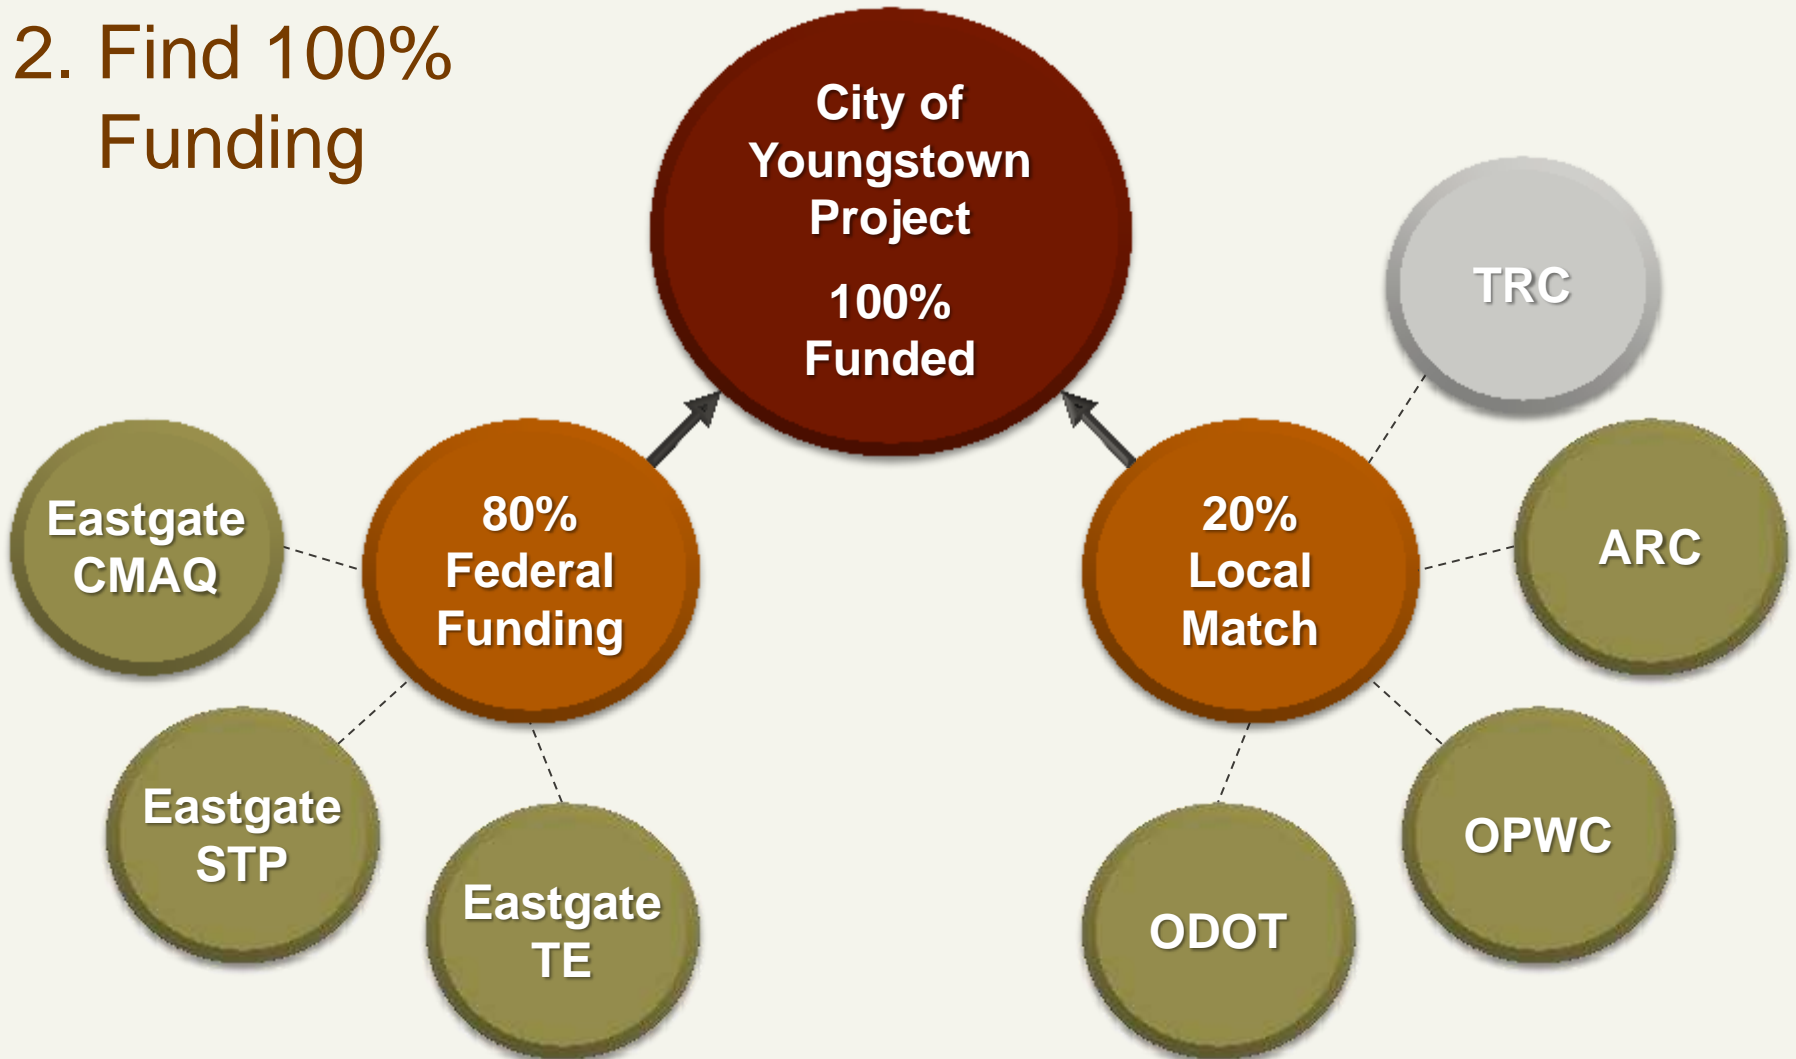 2. Find 100%
Funding
City of
Youngstown
Project
100%
Funded
TRC
Eastgate
CMAQ
80%
Federal
Funding
20%
Local
Match
ARC
Eastgate
STP
Eastgate
TE
ODOT
OPWC